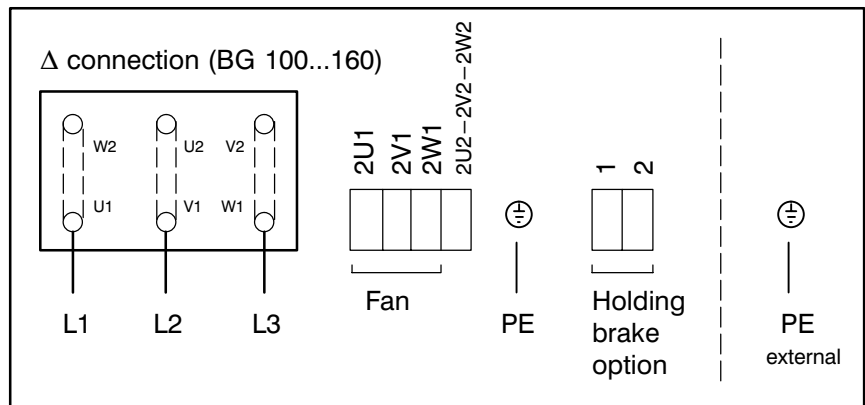 Δ connection (BG 100...160)
W2
U2
V2
U1
V1
W1
L1
L2
L3
2U1
2V1
2W1
2U2−2V2−2W2
Fan
PE
1
2
Holding
brake
option
PE
external